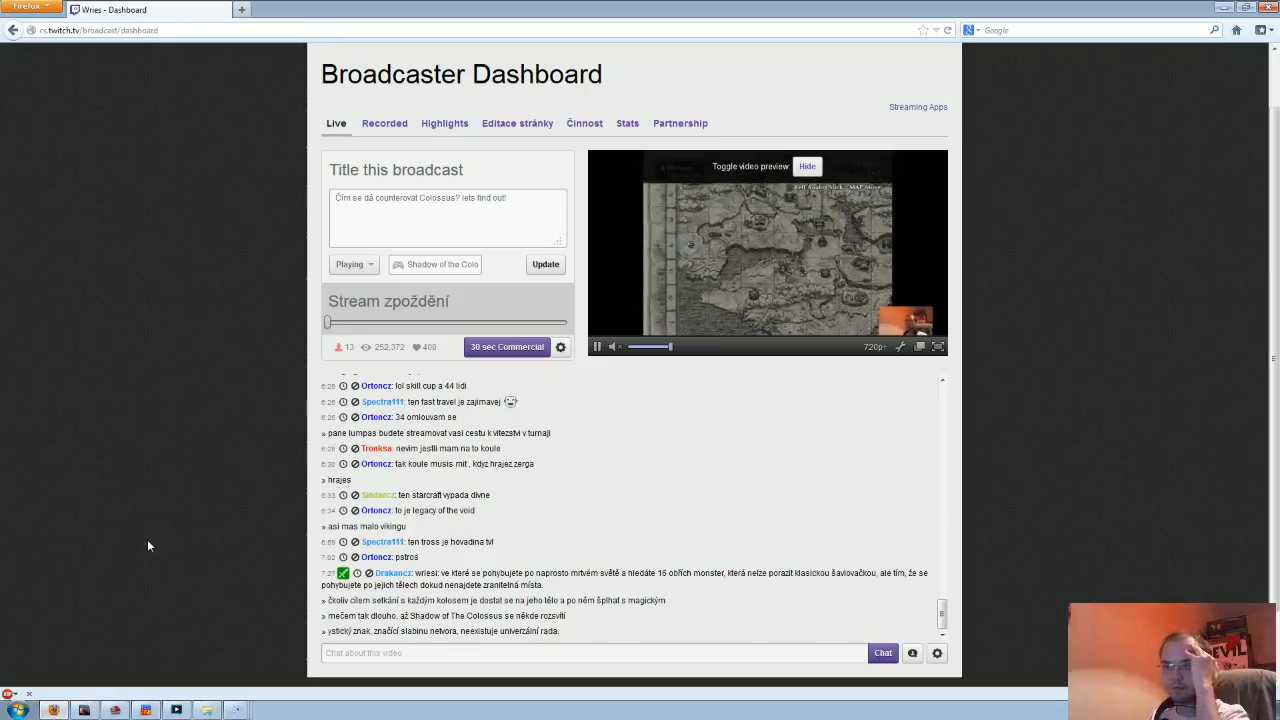 Firefox
Wries - Dashboard
cs.twitch.tv/broadcast/dashboard
Google
Broadcaster Dashboard
Streaming Apps
Live Recorded Highlights Editace stránky Činnost Stats Partnership
Title this broadcast
Čím se dá counterovat Colossus? lets find out!
Playing
Shadow of the Colo
Update
Stream zpoždění
13 252,372 408
30 sec Commercial
Toggle video preview: Hide
Left Analog Stick : MAP Move
720p+
6:26 Ortoncz: lol skill cup a 44 lidi
6:26 Spectra111: ten fast travel je zajimavej
6:26 Ortoncz: 34 omlouvam se
» pane lumpas budete streamovat vasi cestu k vitezstvi v turnaji
6:28 Tronksa: nevim jestli mam na to koule
6:30 Ortoncz: tak koule musis mit , kdyz hrajez zerga
» hrajes
6:33 Sindarcz: ten starcraft vypada divne
6:34 Ortoncz: to je legacy of the void
» asi mas malo vikingu
6:59 Spectra111: ten tross je hovadina tvl
7:02 Ortoncz: pstros
7:27 Drakancz: wriesi: ve které se pohybujete po naprosto mrtvém světě a hledáte 16 obřích monster, která nelze porazit klasickou šavlovačkou, ale tím, že se
pohybujete po jejich tělech dokud nenajdete zranitelná místa.
» čkoliv cílem setkání s každým kolosem je dostat se na jeho tělo a po něm šplhat s magickým
» mečem tak dlouho, až Shadow of The Colossus se někde rozsvítí
» ystický znak, značící slabinu netvora, neexistuje univerzální rada.
Chat about this video
Chat